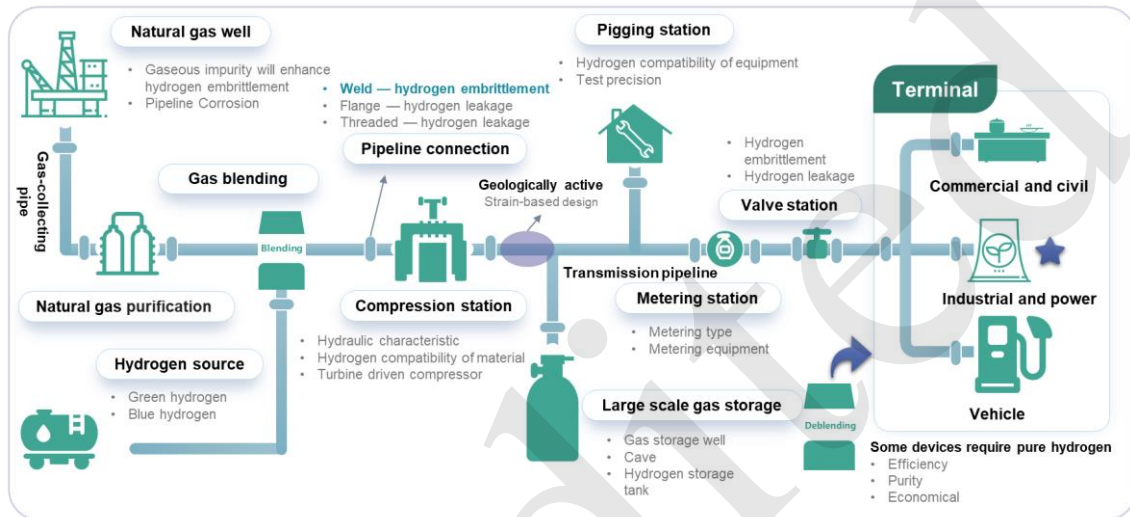 Natural gas well
• Gaseous impurity will enhance
hydrogen embrittlement
• Pipeline Corrosion
Gas-collecting
pipe
Natural gas purification
Hydrogen source
• Green hydrogen
• Blue hydrogen
Gas blending
Blending
• Weld — hydrogen embrittlement
• Flange — hydrogen leakage
• Threaded — hydrogen leakage
Pipeline connection
Compression station
• Hydraulic characteristic
• Hydrogen compatibility of material
• Turbine driven compressor
Geologically active
Strain-based design
Pigging station
• Hydrogen compatibility of equipment
• Test precision
Transmission pipeline
Large scale gas storage
• Gas storage well
• Cave
• Hydrogen storage
tank
Metering station
• Metering type
• Metering equipment
• Hydrogen
embrittlement
• Hydrogen leakage
Valve station
Terminal
Commercial and civil
Industrial and power
Vehicle
Deblending
Some devices require pure hydrogen
• Efficiency
• Purity
• Economical